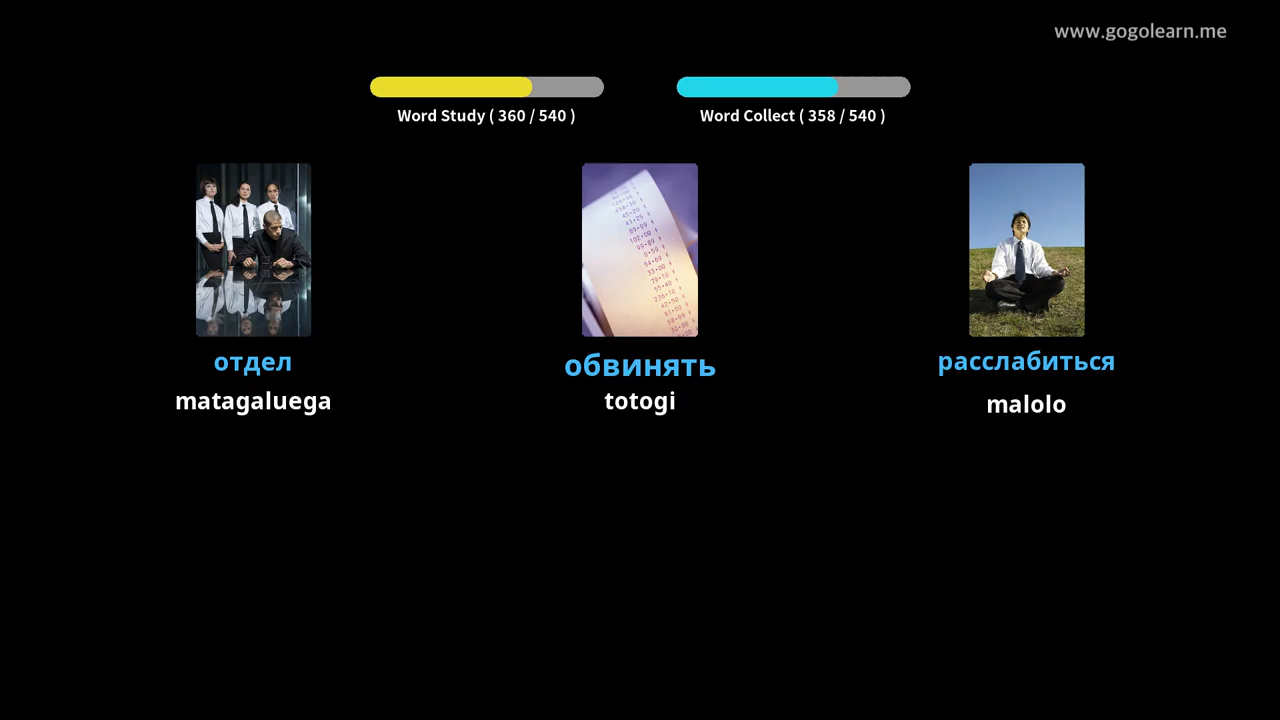 www.gogolearn.me
Word Study ( 360 / 540 )
Word Collect ( 358 / 540 )
отдел
обвинять
расслабиться
matagaluega
totogi
malolo